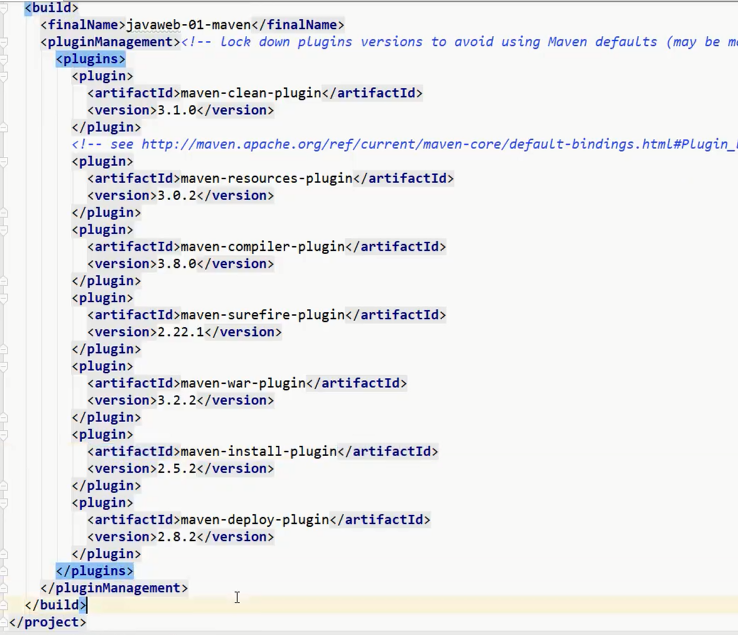 <build>
<finalName>javaweb-01-maven</finalName>
<pluginManagement><!-- lock down plugins versions to avoid using Maven defaults (may be
<plugins>
<plugin>
<artifactId>maven-clean-plugin</artifactId>
<version>3.1.0</version>
</plugin>
<!-- see http://maven.apache.org/ref/current/maven-core/default-bindings.html#Plugin_
<plugin>
<artifactId>maven-resources-plugin</artifactId>
<version>3.0.2</version>
</plugin>
<plugin>
<artifactId>maven-compiler-plugin</artifactId>
<version>3.8.0</version>
</plugin>
<plugin>
<artifactId>maven-surefire-plugin</artifactId>
<version>2.22.1</version>
</plugin>
<plugin>
<artifactId>maven-war-plugin</artifactId>
<version>3.2.2</version>
</plugin>
<plugin>
<artifactId>maven-install-plugin</artifactId>
<version>2.5.2</version>
</plugin>
<plugin>
<artifactId>maven-deploy-plugin</artifactId>
<version>2.8.2</version>
</plugin>
</plugins>
</pluginManagement>
</build>
</project>